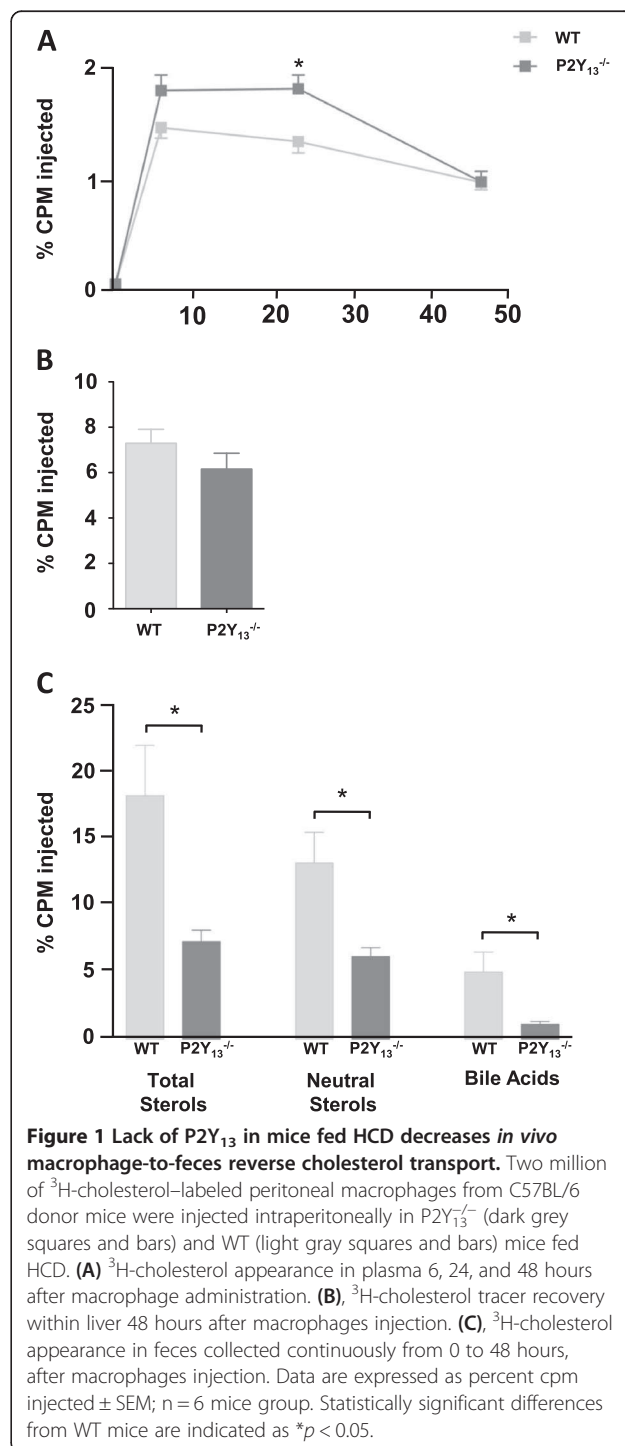 A
WT
P2Y₁₃⁻/⁻
% CPM injected
2
*
1
0
10 20 30 40 50
B
% CPM injected
10
8
6
4
2
0
WT P2Y₁₃⁻/⁻
C
% CPM injected
25
20
15
10
5
0
* * *
WT P2Y₁₃⁻/⁻ WT P2Y₁₃⁻/⁻ WT P2Y₁₃⁻/⁻
Total Sterols
Neutral Sterols
Bile Acids
Figure 1 Lack of P2Y₁₃ in mice fed HCD decreases in vivo
macrophage-to-feces reverse cholesterol transport. Two million
of ³H-cholesterol–labeled peritoneal macrophages from C57BL/6
donor mice were injected intraperitoneally in P2Y₁₃⁻/⁻ (dark grey
squares and bars) and WT (light gray squares and bars) mice fed
HCD. (A) ³H-cholesterol appearance in plasma 6, 24, and 48 hours
after macrophage administration. (B), ³H-cholesterol tracer recovery
within liver 48 hours after macrophages injection. (C), ³H-cholesterol
appearance in feces collected continuously from 0 to 48 hours,
after macrophages injection. Data are expressed as percent cpm
injected ± SEM; n = 6 mice group. Statistically significant differences
from WT mice are indicated as *p < 0.05.